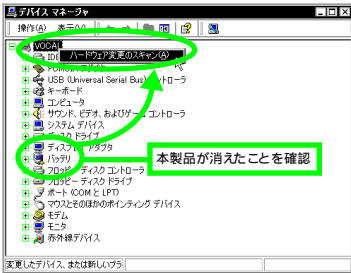 デバイス マネージャ
操作(A) 表示(V)
VOCA
ハードウェア変更のスキャン(A)
IDE
USB (Universal Serial Bus) コントローラ
キーボード
コンピュータ
サウンド、ビデオ、およびゲーム コントローラ
システム デバイス
ディスク ドライブ
ディスプレイ アダプタ
バッテリ
本製品が消えたことを確認
フロッピー ディスク コントローラ
フロッピー ディスク ドライブ
ポート (COM と LPT)
マウスとそのほかのポインティング デバイス
モデム
モニタ
赤外線デバイス
変更したデバイス、または新しいプラ